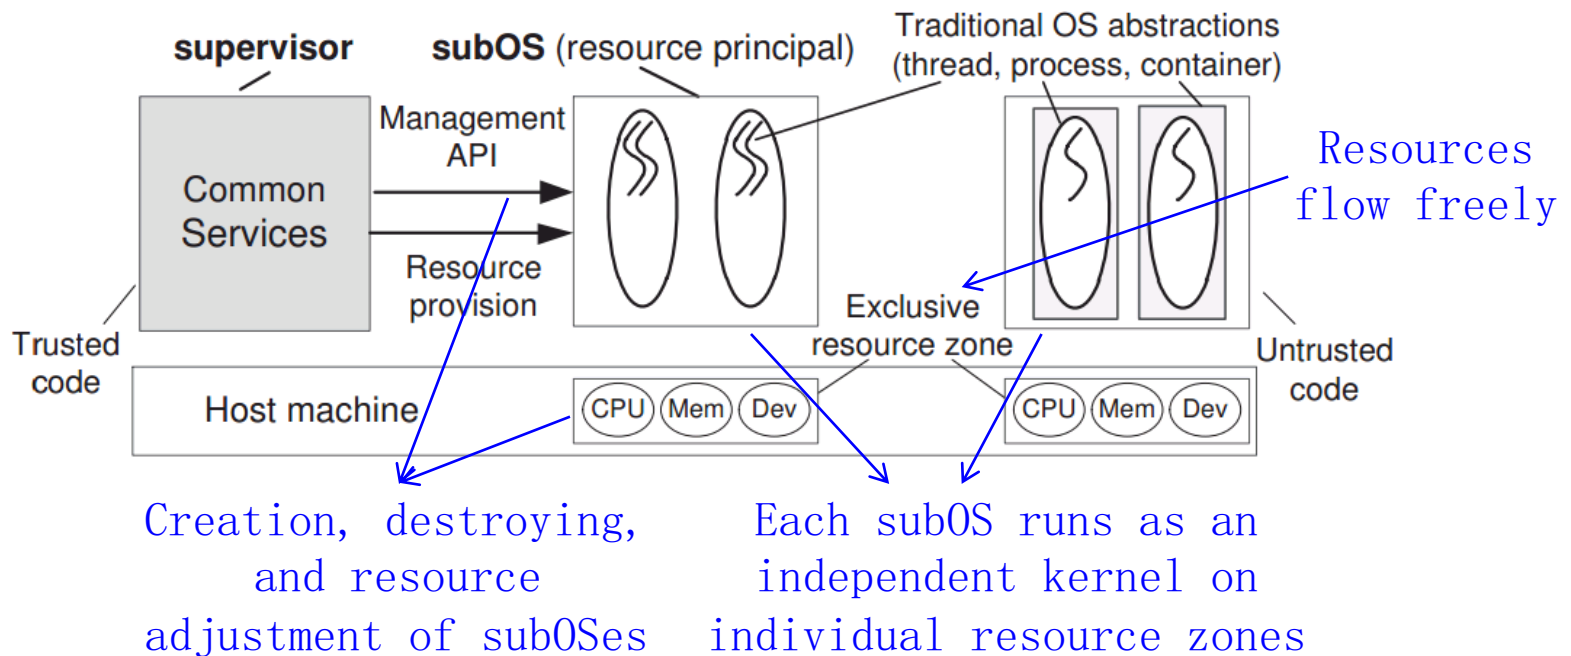 supervisor
subOS (resource principal)
Traditional OS abstractions
(thread, process, container)
Management
API
Common
Services
Resource
provision
Resources
flow freely
Exclusive
resource zone
Trusted
code
Untrusted
code
Host machine
CPU Mem Dev
CPU Mem Dev
Creation, destroying,
and resource
adjustment of subOSes
Each subOS runs as an
independent kernel on
individual resource zones